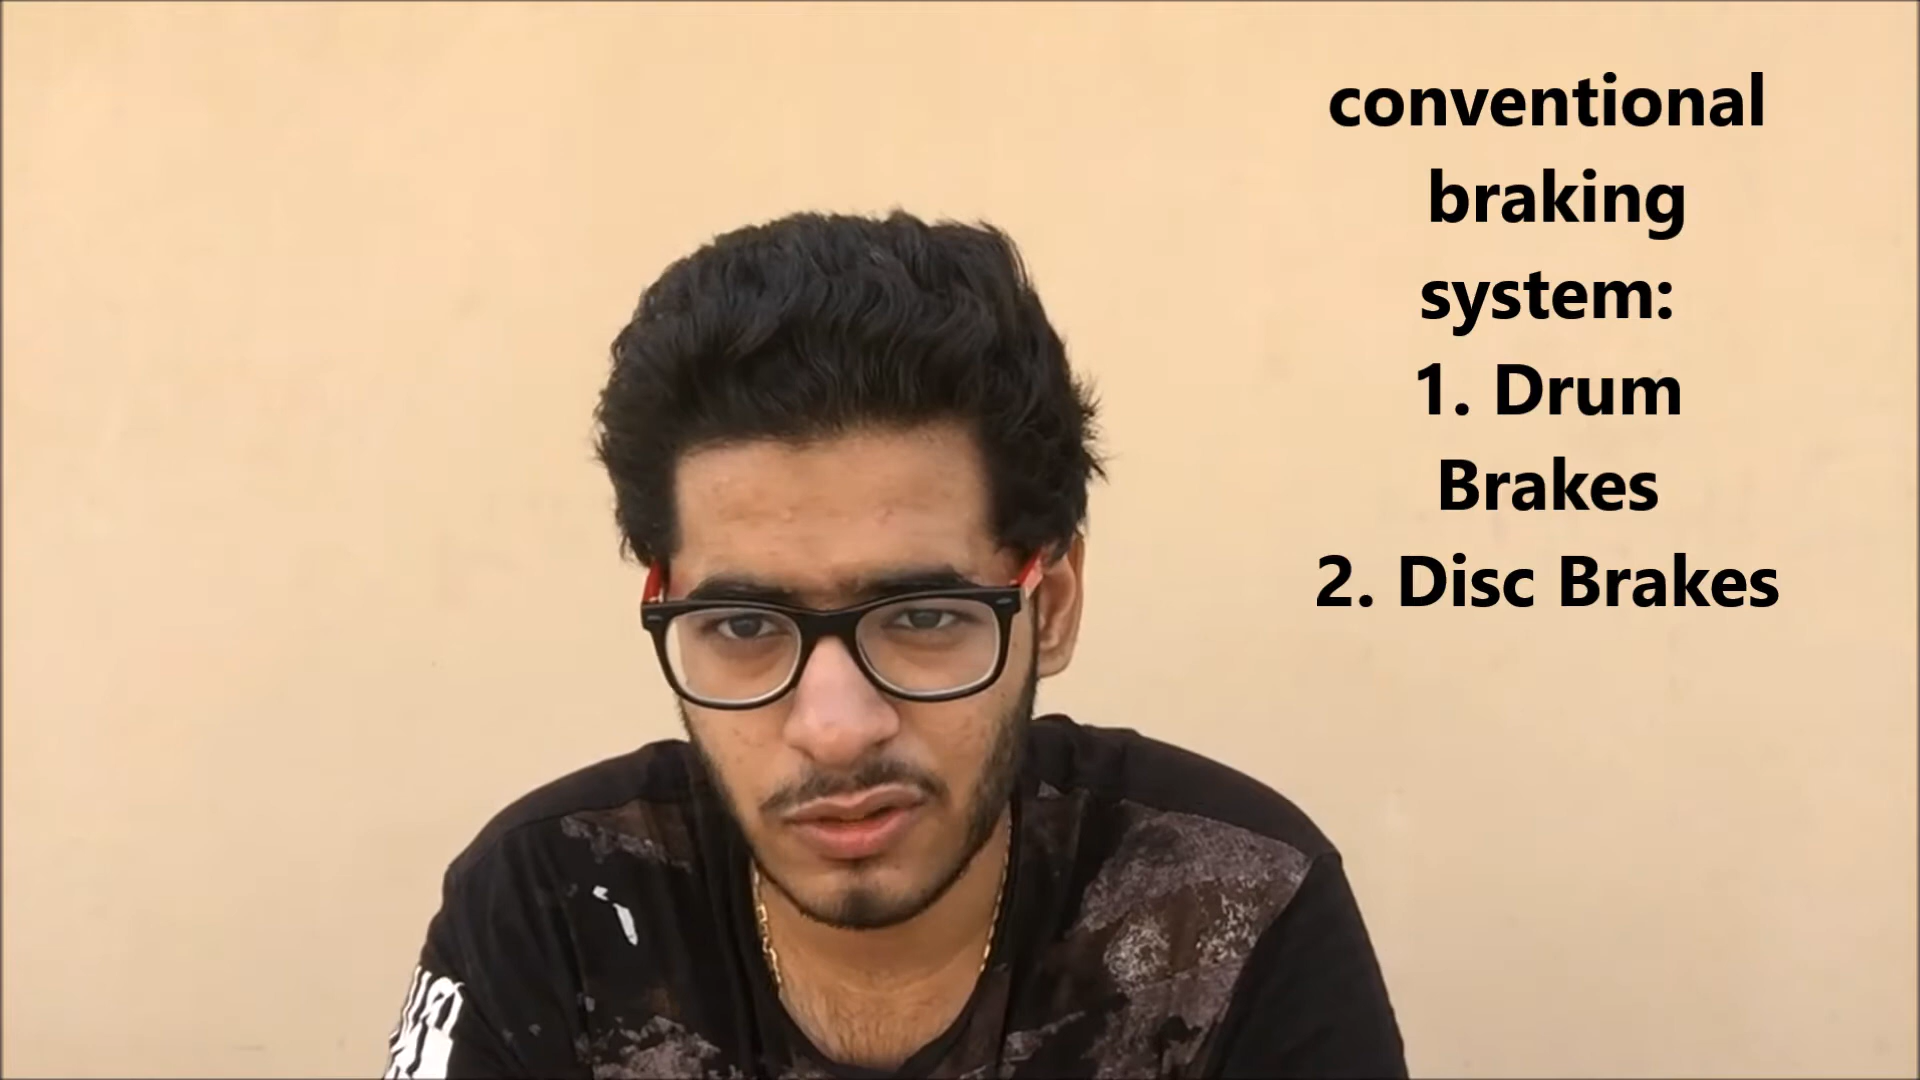 conventional
braking
system:
1. Drum
Brakes
2. Disc Brakes